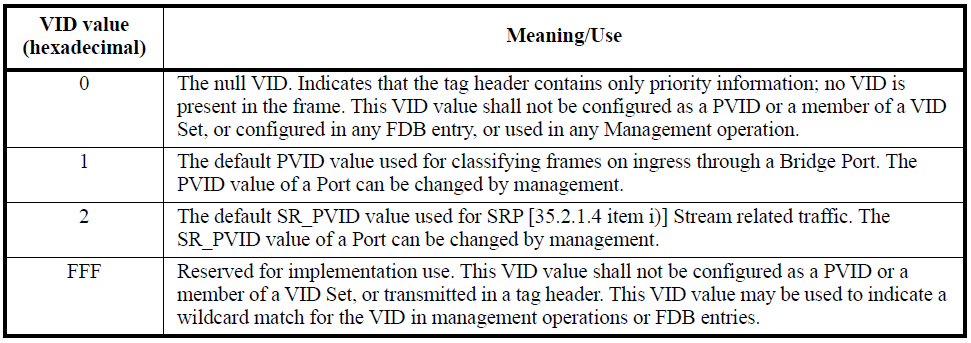 VID value
(hexadecimal)
Meaning/Use
0
The null VID. Indicates that the tag header contains only priority information; no VID is
present in the frame. This VID value shall not be configured as a PVID or a member of a VID
Set, or configured in any FDB entry, or used in any Management operation.
1
The default PVID value used for classifying frames on ingress through a Bridge Port. The
PVID value of a Port can be changed by management.
2
The default SR_PVID value used for SRP [35.2.1.4 item i)] Stream related traffic. The
SR_PVID value of a Port can be changed by management.
FFF
Reserved for implementation use. This VID value shall not be configured as a PVID or a
member of a VID Set, or transmitted in a tag header. This VID value may be used to indicate a
wildcard match for the VID in management operations or FDB entries.